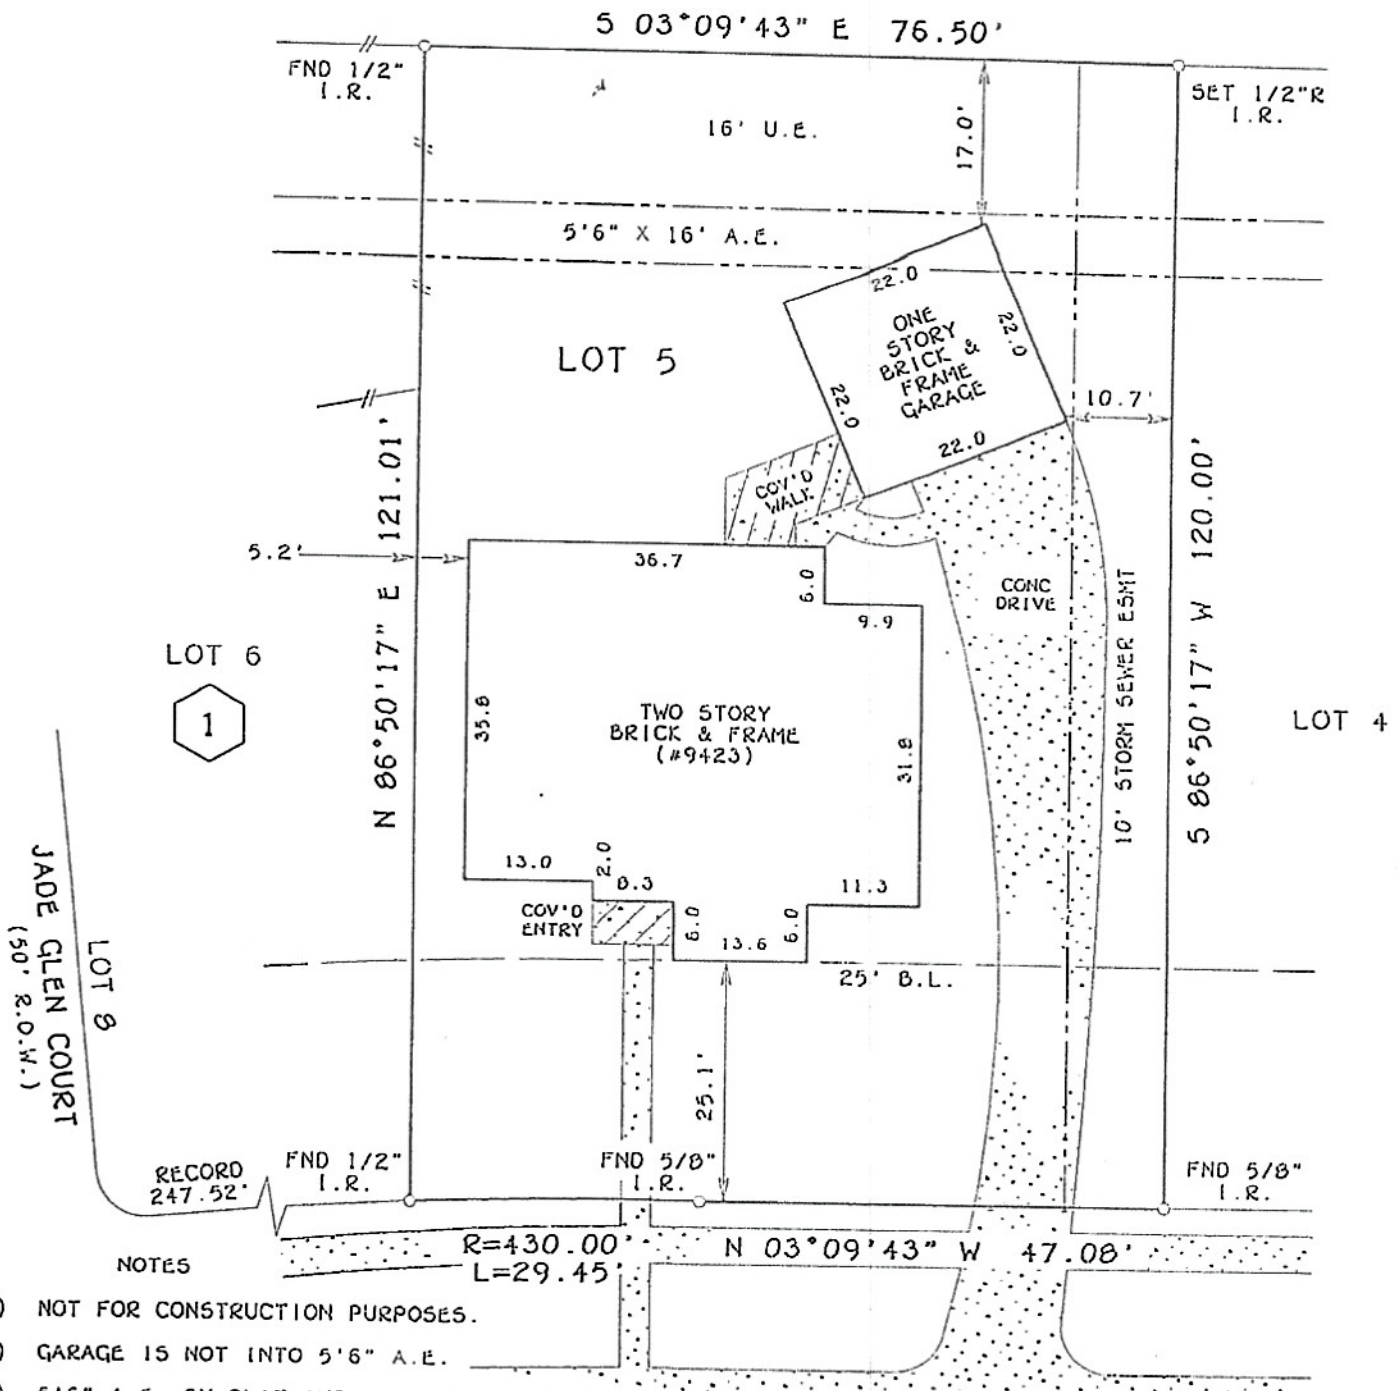 S 03°09'43" E 76.50'
FND 1/2"
I.R.
SET 1/2"R
I.R.
16' U.E.
17.0'
5'6" X 16' A.E.
22.0
22.0
22.0
22.0
ONE
STORY
BRICK &
FRAME
GARAGE
LOT 5
10.7'
COV'D
WALK
N 86°50'17" E 121.01'
S 86°50'17" W 120.00'
5.2'
36.7
6.0
9.9
CONC
DRIVE
10' STORM SEWER ESMT
LOT 6
1
LOT 4
35.8
TWO STORY
BRICK & FRAME
(#9423)
31.8
13.0
2.0
8.3
11.3
COV'D
ENTRY
6.0
13.6
6.0
25' B.L.
25.1'
JADE GLEN COURT
(50' R.O.W.)
LOT 8
RECORD
247.52'
FND 1/2"
I.R.
FND 5/8"
I.R.
FND 5/8"
I.R.
R=430.00'
L=29.45'
N 03°09'43" W 47.08'
NOTES
) NOT FOR CONSTRUCTION PURPOSES.
) GARAGE IS NOT INTO 5'6" A.E.